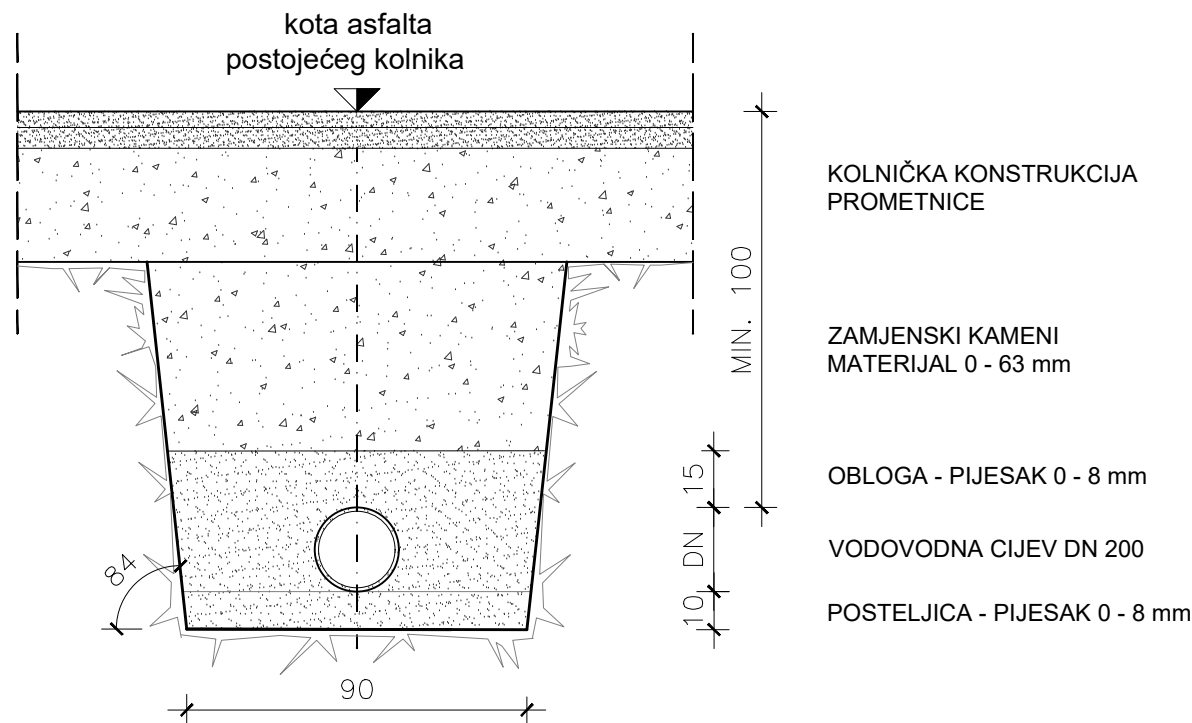 kota asfalta
postojećeg kolnika
KOLNIČKA KONSTRUKCIJA
PROMETNICE
MIN. 100
ZAMJENSKI KAMENI
MATERIJAL 0 - 63 mm
15
OBLOGA - PIJESAK 0 - 8 mm
DN
VODOVODNA CIJEV DN 200
84
10
POSTELJICA - PIJESAK 0 - 8 mm
90